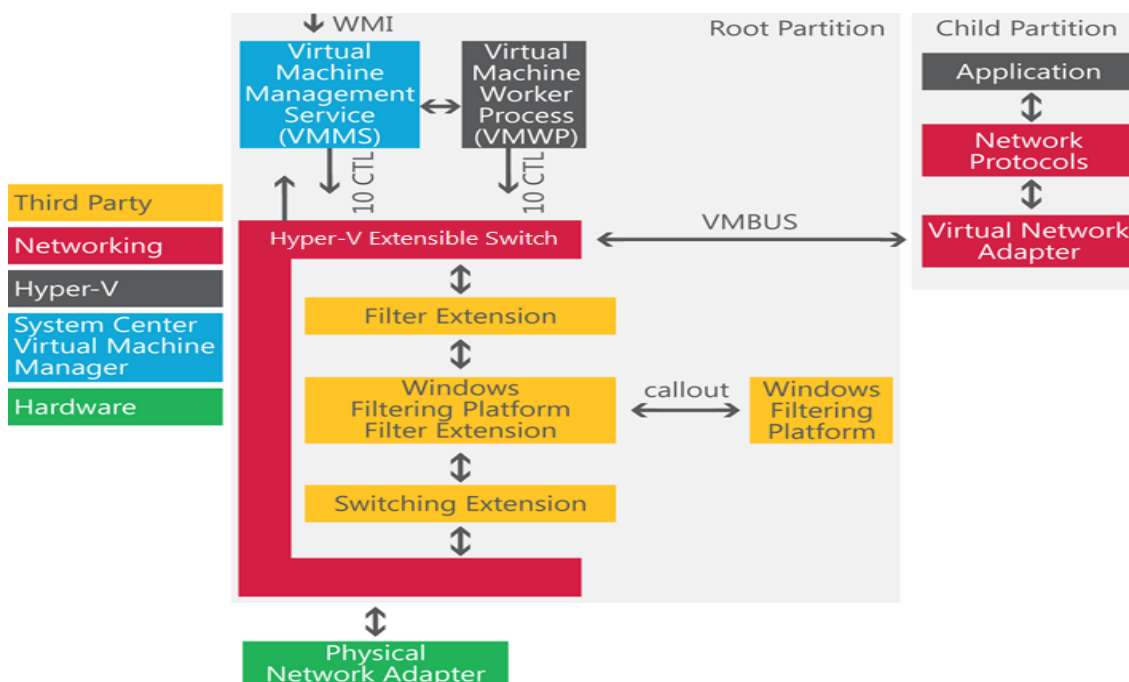 WMI
Root Partition
Child Partition
Virtual
Machine
Management
Service
(VMMS)
Virtual
Machine
Worker
Process
(VMWP)
Application
Network
Protocols
Virtual Network
Adapter
10 CTL
10 CTL
VMBUS
Third Party
Networking
Hyper-V
System Center
Virtual Machine
Manager
Hardware
Hyper-V Extensible Switch
Filter Extension
Windows
Filtering Platform
Filter Extension
callout
Windows
Filtering
Platform
Switching Extension
Physical
Network Adapter